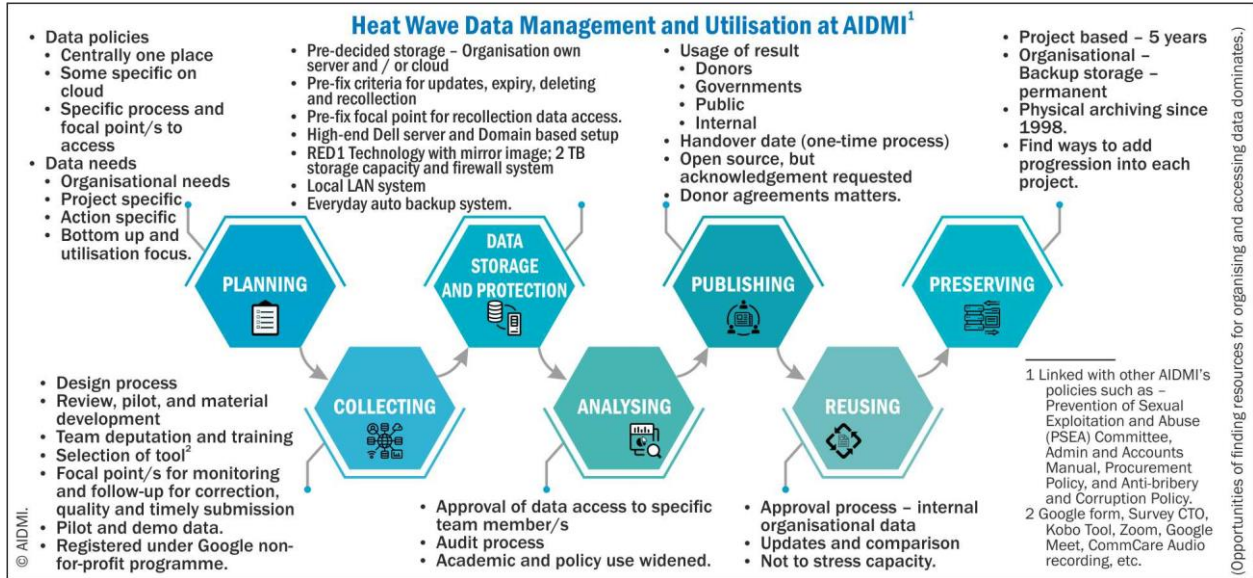 Heat Wave Data Management and Utilisation at AIDMI1
• Data policies
• Centrally one place
• Some specific on
cloud
• Specific process and
focal point/s to
access
• Data needs
• Organisational needs
• Project specific
• Action specific
• Bottom up and
utilisation focus.
PLANNING
• Design process
• Review, pilot, and material
development
• Team deputation and training
• Selection of tool2
• Focal point/s for monitoring
and follow-up for correction,
quality and timely submission
• Pilot and demo data.
• Registered under Google non-
for-profit programme.
COLLECTING
• Pre-decided storage – Organisation own
server and / or cloud
• Pre-fix criteria for updates, expiry, deleting
and recollection
• Pre-fix focal point for recollection data access.
• High-end Dell server and Domain based setup
• RED1 Technology with mirror image; 2 TB
storage capacity and firewall system
• Local LAN system
• Everyday auto backup system.
DATA
STORAGE
AND PROTECTION
• Approval of data access to specific
team member/s
• Audit process
• Academic and policy use widened.
ANALYSING
• Usage of result
• Donors
• Governments
• Public
• Internal
• Handover date (one-time process)
• Open source, but
acknowledgement requested
• Donor agreements matters.
PUBLISHING
• Approval process – internal
organisational data
• Updates and comparison
• Not to stress capacity.
REUSING
• Project based – 5 years
• Organisational –
Backup storage –
permanent
• Physical archiving since
1998.
• Find ways to add
progression into each
project.
PRESERVING
1 Linked with other AIDMI's
policies such as –
Prevention of Sexual
Exploitation and Abuse
(PSEA) Committee,
Admin and Accounts
Manual, Procurement
Policy, and Anti-bribery
and Corruption Policy.
2 Google form, Survey CTO,
Kobo Tool, Zoom, Google
Meet, CommCare Audio
recording, etc.
(Opportunities of finding resources for organising and accessing data dominates.)
© AIDMI.